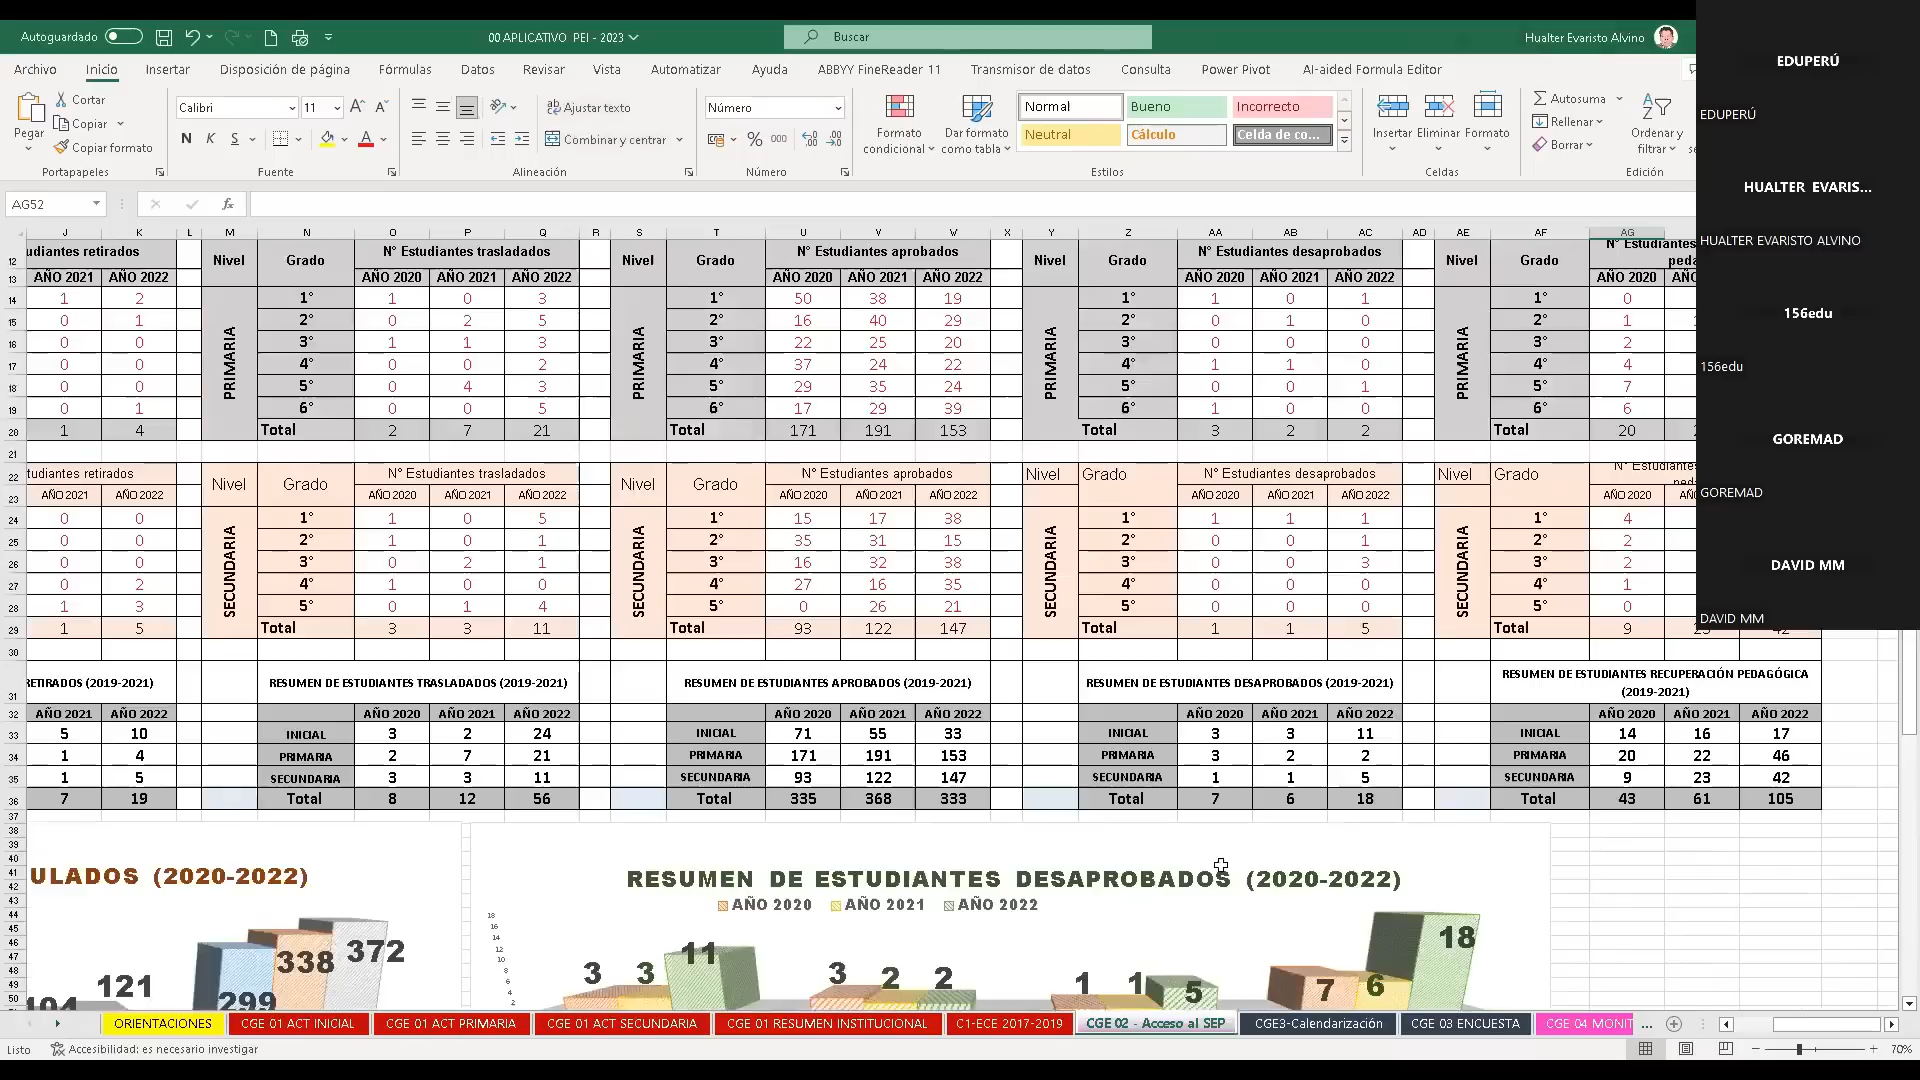 Autoguardado
00 APLICATIVO PEI - 2023
Buscar
Hualter Evaristo Alvino
Archivo Inicio Insertar Disposición de página Fórmulas Datos Revisar Vista Automatizar Ayuda ABBYY FineReader 11 Transmisor de datos Consulta Power Pivot AI-aided Formula Editor
Pegar
Cortar
Copiar
Copiar formato
Portapapeles
Calibri 11
N K S
Fuente
Ajustar texto
Combinar y centrar
Alineación
Número
% 000
Número
Formato condicional
Dar formato como tabla
Normal Bueno Incorrecto
Neutral Cálculo Celda de co...
Estilos
Insertar Eliminar Formato
Celdas
Autosuma
Rellenar
Borrar
Ordenar y filtrar
Edición
AG52 fx
J K L M N O P Q R S T U V W X Y Z AA AB AC AD AE AF AG
12 udiantes retirados Nivel Grado N° Estudiantes trasladados Nivel Grado N° Estudiantes aprobados Nivel Grado N° Estudiantes desaprobados Nivel Grado N° Estudiantes
13 AÑO 2021 AÑO 2022 AÑO 2020 AÑO 2021 AÑO 2022 AÑO 2020 AÑO 2021 AÑO 2022 AÑO 2020 AÑO 2021 AÑO 2022 AÑO 2020
14 1 2 PRIMARIA 1° 1 0 3 PRIMARIA 1° 50 38 19 PRIMARIA 1° 1 0 1 PRIMARIA 1° 0
15 0 1 2° 0 2 5 2° 16 40 29 2° 0 1 0 2° 1
16 0 0 3° 1 1 3 3° 22 25 20 3° 0 0 0 3° 2
17 0 0 4° 0 0 2 4° 37 24 22 4° 1 1 0 4° 4
18 0 0 5° 0 4 3 5° 29 35 24 5° 0 0 1 5° 7
19 0 1 6° 0 0 5 6° 17 29 39 6° 1 0 0 6° 6
20 1 4 Total 2 7 21 Total 171 191 153 Total 3 2 2 Total 20
21
22 tudiantes retirados Nivel Grado N° Estudiantes trasladados Nivel Grado N° Estudiantes aprobados Nivel Grado N° Estudiantes desaprobados Nivel Grado N° Estudiantes
23 AÑO 2021 AÑO 2022 AÑO 2020 AÑO 2021 AÑO 2022 AÑO 2020 AÑO 2021 AÑO 2022 AÑO 2020 AÑO 2021 AÑO 2022 AÑO 2020
24 0 0 SECUNDARIA 1° 1 0 5 SECUNDARIA 1° 15 17 38 SECUNDARIA 1° 1 1 1 SECUNDARIA 1° 4
25 0 0 2° 1 0 1 2° 35 31 15 2° 0 0 1 2° 2
26 0 0 3° 0 2 1 3° 16 32 38 3° 0 0 3 3° 2
27 0 2 4° 1 0 0 4° 27 16 35 4° 0 0 0 4° 1
28 1 3 5° 0 1 4 5° 0 26 21 5° 0 0 0 5° 0
29 1 5 Total 3 3 11 Total 93 122 147 Total 1 1 5 Total 9
30
31 RETIRADOS (2019-2021) RESUMEN DE ESTUDIANTES TRASLADADOS (2019-2021) RESUMEN DE ESTUDIANTES APROBADOS (2019-2021) RESUMEN DE ESTUDIANTES DESAPROBADOS (2019-2021) RESUMEN DE ESTUDIANTES RECUPERACIÓN PEDAGÓGICA (2019-2021)
32 AÑO 2021 AÑO 2022 AÑO 2020 AÑO 2021 AÑO 2022 AÑO 2020 AÑO 2021 AÑO 2022 AÑO 2020 AÑO 2021 AÑO 2022 AÑO 2020 AÑO 2021 AÑO 2022
33 5 10 INICIAL 3 2 24 INICIAL 71 55 33 INICIAL 3 3 11 INICIAL 14 16 17
34 1 4 PRIMARIA 2 7 21 PRIMARIA 171 191 153 PRIMARIA 3 2 2 PRIMARIA 20 22 46
35 1 5 SECUNDARIA 3 3 11 SECUNDARIA 93 122 147 SECUNDARIA 1 1 5 SECUNDARIA 9 23 42
36 7 19 Total 8 12 56 Total 335 368 333 Total 7 6 18 Total 43 61 105
37
38
39
40
41
42
43
44
45
46
47
48
49
50
ULADOS (2020-2022)
121 299 338 372
RESUMEN DE ESTUDIANTES DESAPROBADOS (2020-2022)
AÑO 2020 AÑO 2021 AÑO 2022
18
16
14
12
10
8
6
4
2
3 3 11 3 2 2 1 1 5 7 6 18
EDUPERÚ
EDUPERÚ
HUALTER EVARIS...
HUALTER EVARISTO ALVINO
156edu
156edu
GOREMAD
GOREMAD
DAVID MM
DAVID MM
ORIENTACIONES CGE 01 ACT INICIAL CGE 01 ACT PRIMARIA CGE 01 ACT SECUNDARIA CGE 01 RESUMEN INSTITUCIONAL C1-ECE 2017-2019 CGE 02 - Acceso al SEP CGE3-Calendarización CGE 03 ENCUESTA CGE 04 MONIT ...
Listo Accesibilidad: es necesario investigar 70%